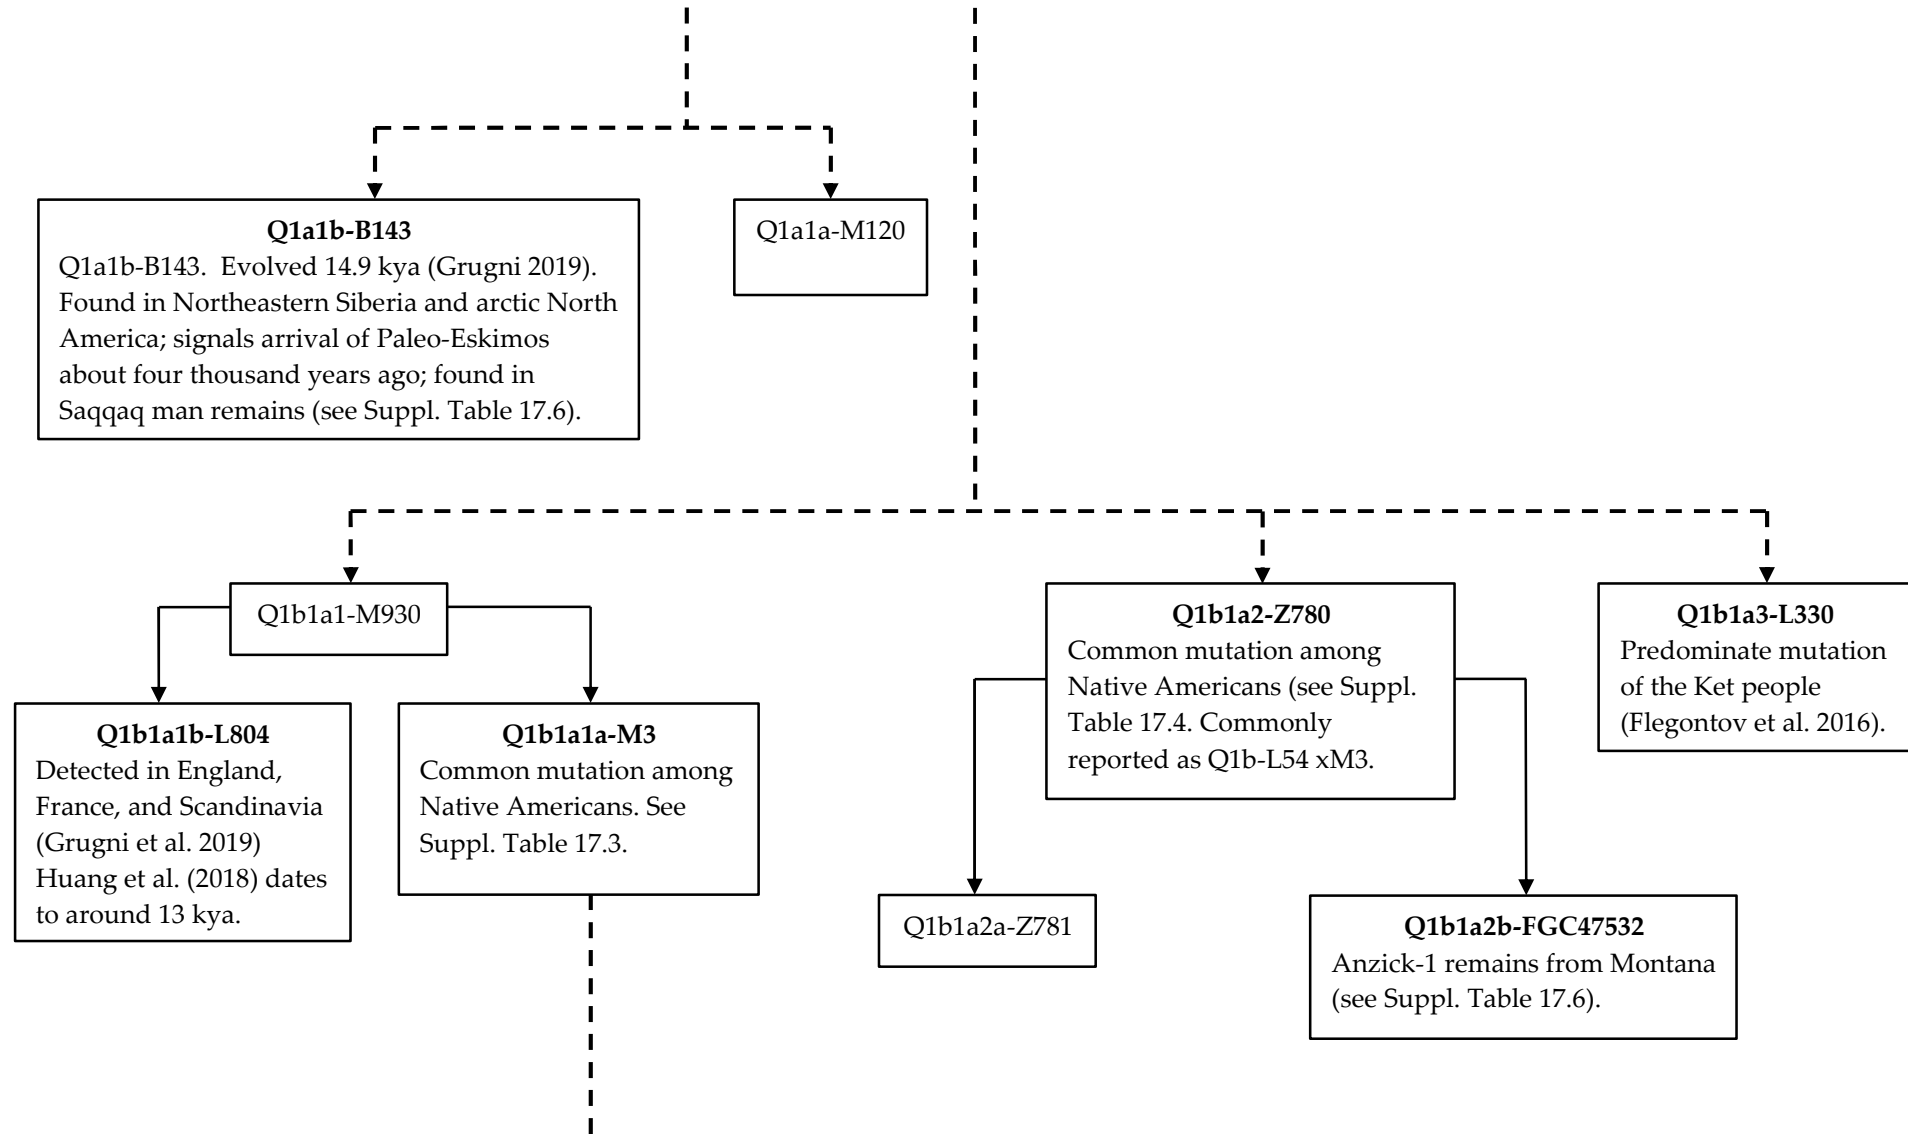 Q1a1b-B143
Q1a1b-B143.  Evolved 14.9 kya (Grugni 2019).
Found in Northeastern Siberia and arctic North
America; signals arrival of Paleo-Eskimos
about four thousand years ago; found in
Saqqaq man remains (see Suppl. Table 17.6).
Q1a1a-M120
Q1b1a1-M930
Q1b1a1b-L804
Detected in England,
France, and Scandinavia
(Grugni et al. 2019)
Huang et al. (2018) dates
to around 13 kya.
Q1b1a1a-M3
Common mutation among
Native Americans. See
Suppl. Table 17.3.
Q1b1a2-Z780
Common mutation among
Native Americans (see Suppl.
Table 17.4. Commonly
reported as Q1b-L54 xM3.
Q1b1a3-L330
Predominate mutation
of the Ket people
(Flegontov et al. 2016).
Q1b1a2a-Z781
Q1b1a2b-FGC47532
Anzick-1 remains from Montana
(see Suppl. Table 17.6).